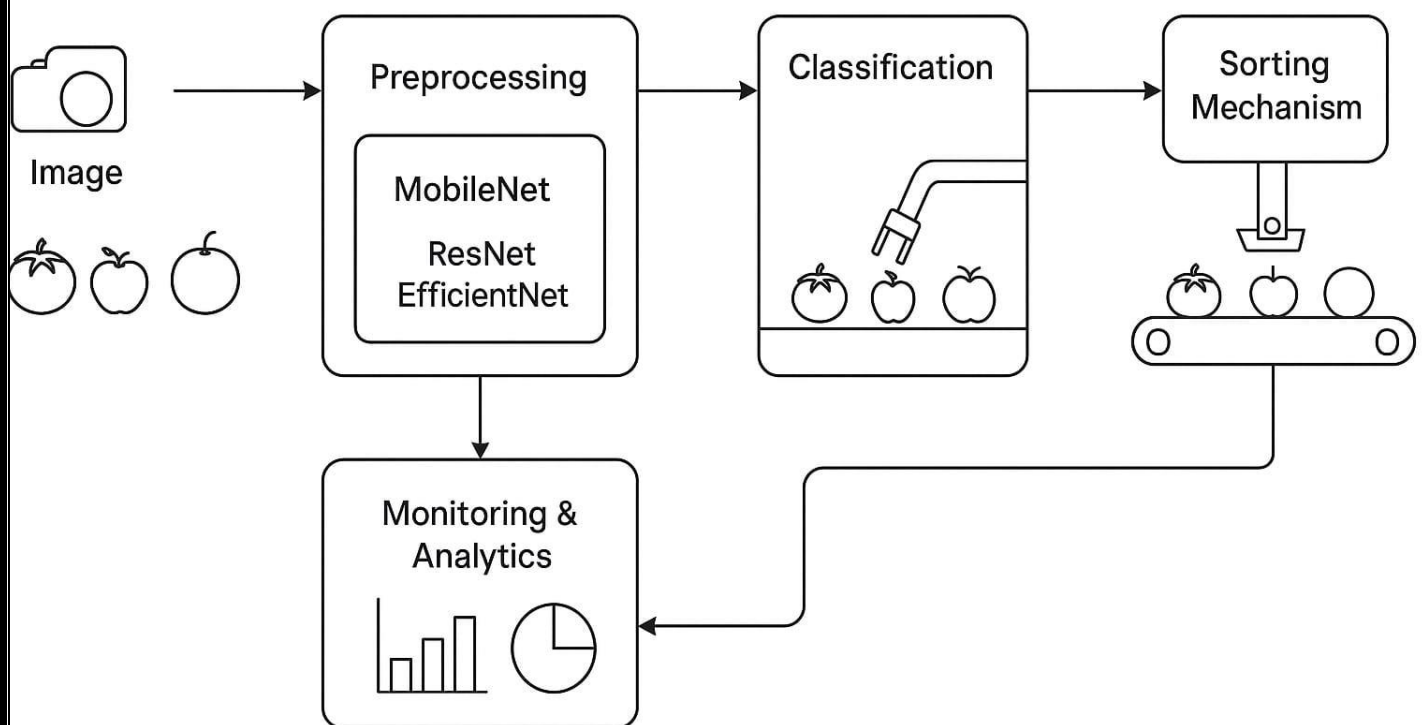 Image
Preprocessing
MobileNet
ResNet
EfficientNet
Classification
Sorting
Mechanism
Monitoring &
Analytics